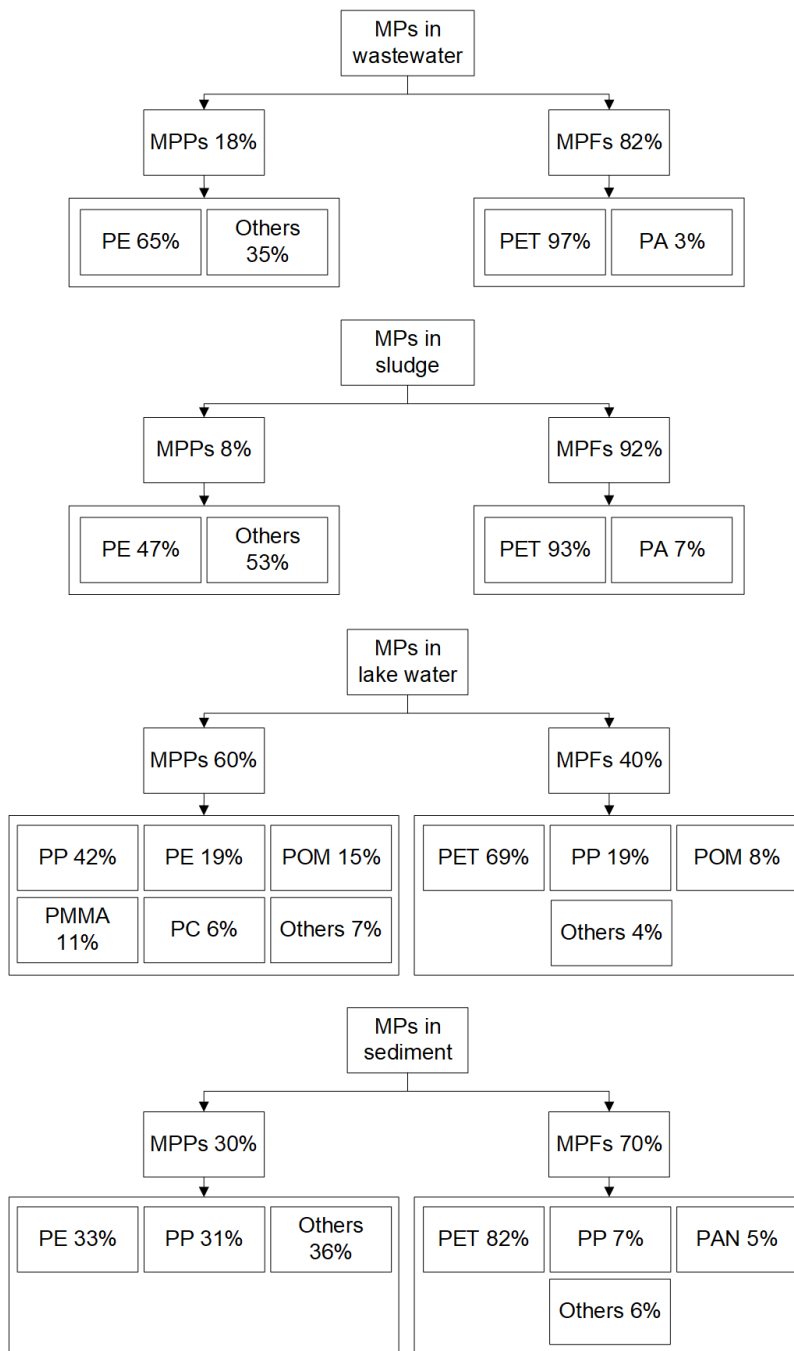 MPs in
wastewater
MPPs 18%
MPFs 82%
PE 65%
Others
35%
PET 97%
PA 3%
MPs in
sludge
MPPs 8%
MPFs 92%
PE 47%
Others
53%
PET 93%
PA 7%
MPs in
lake water
MPPs 60%
MPFs 40%
PP 42%
PE 19%
POM 15%
PMMA
11%
PC 6%
Others 7%
PET 69%
PP 19%
POM 8%
Others 4%
MPs in
sediment
MPPs 30%
MPFs 70%
PE 33%
PP 31%
Others
36%
PET 82%
PP 7%
PAN 5%
Others 6%